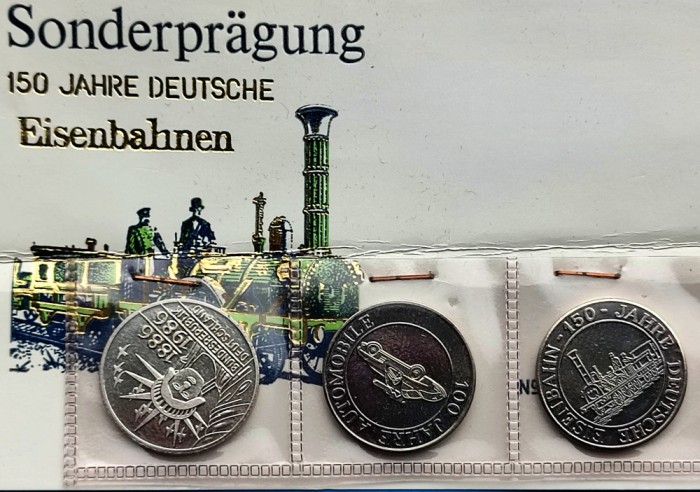 Sonderprägung
150 JAHRE DEUTSCHE
Eisenbahnen
1886
1986
100 JAHRE AUTOMOBILE
EISENBAHN - 150 - JAHRE DEUTSCHE